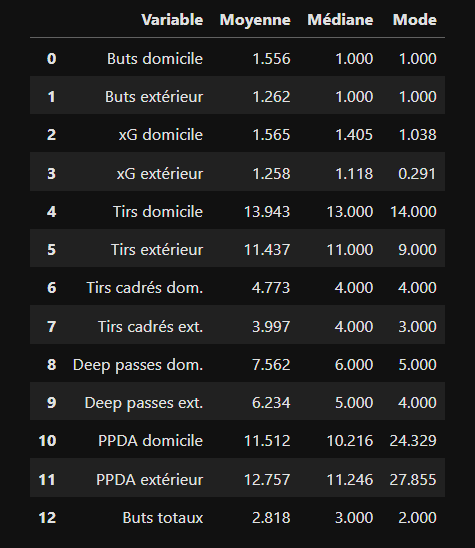 Variable Moyenne Médiane Mode
0 Buts domicile 1.556 1.000 1.000
1 Buts extérieur 1.262 1.000 1.000
2 xG domicile 1.565 1.405 1.038
3 xG extérieur 1.258 1.118 0.291
4 Tirs domicile 13.943 13.000 14.000
5 Tirs extérieur 11.437 11.000 9.000
6 Tirs cadrés dom. 4.773 4.000 4.000
7 Tirs cadrés ext. 3.997 4.000 3.000
8 Deep passes dom. 7.562 6.000 5.000
9 Deep passes ext. 6.234 5.000 4.000
10 PPDA domicile 11.512 10.216 24.329
11 PPDA extérieur 12.757 11.246 27.855
12 Buts totaux 2.818 3.000 2.000